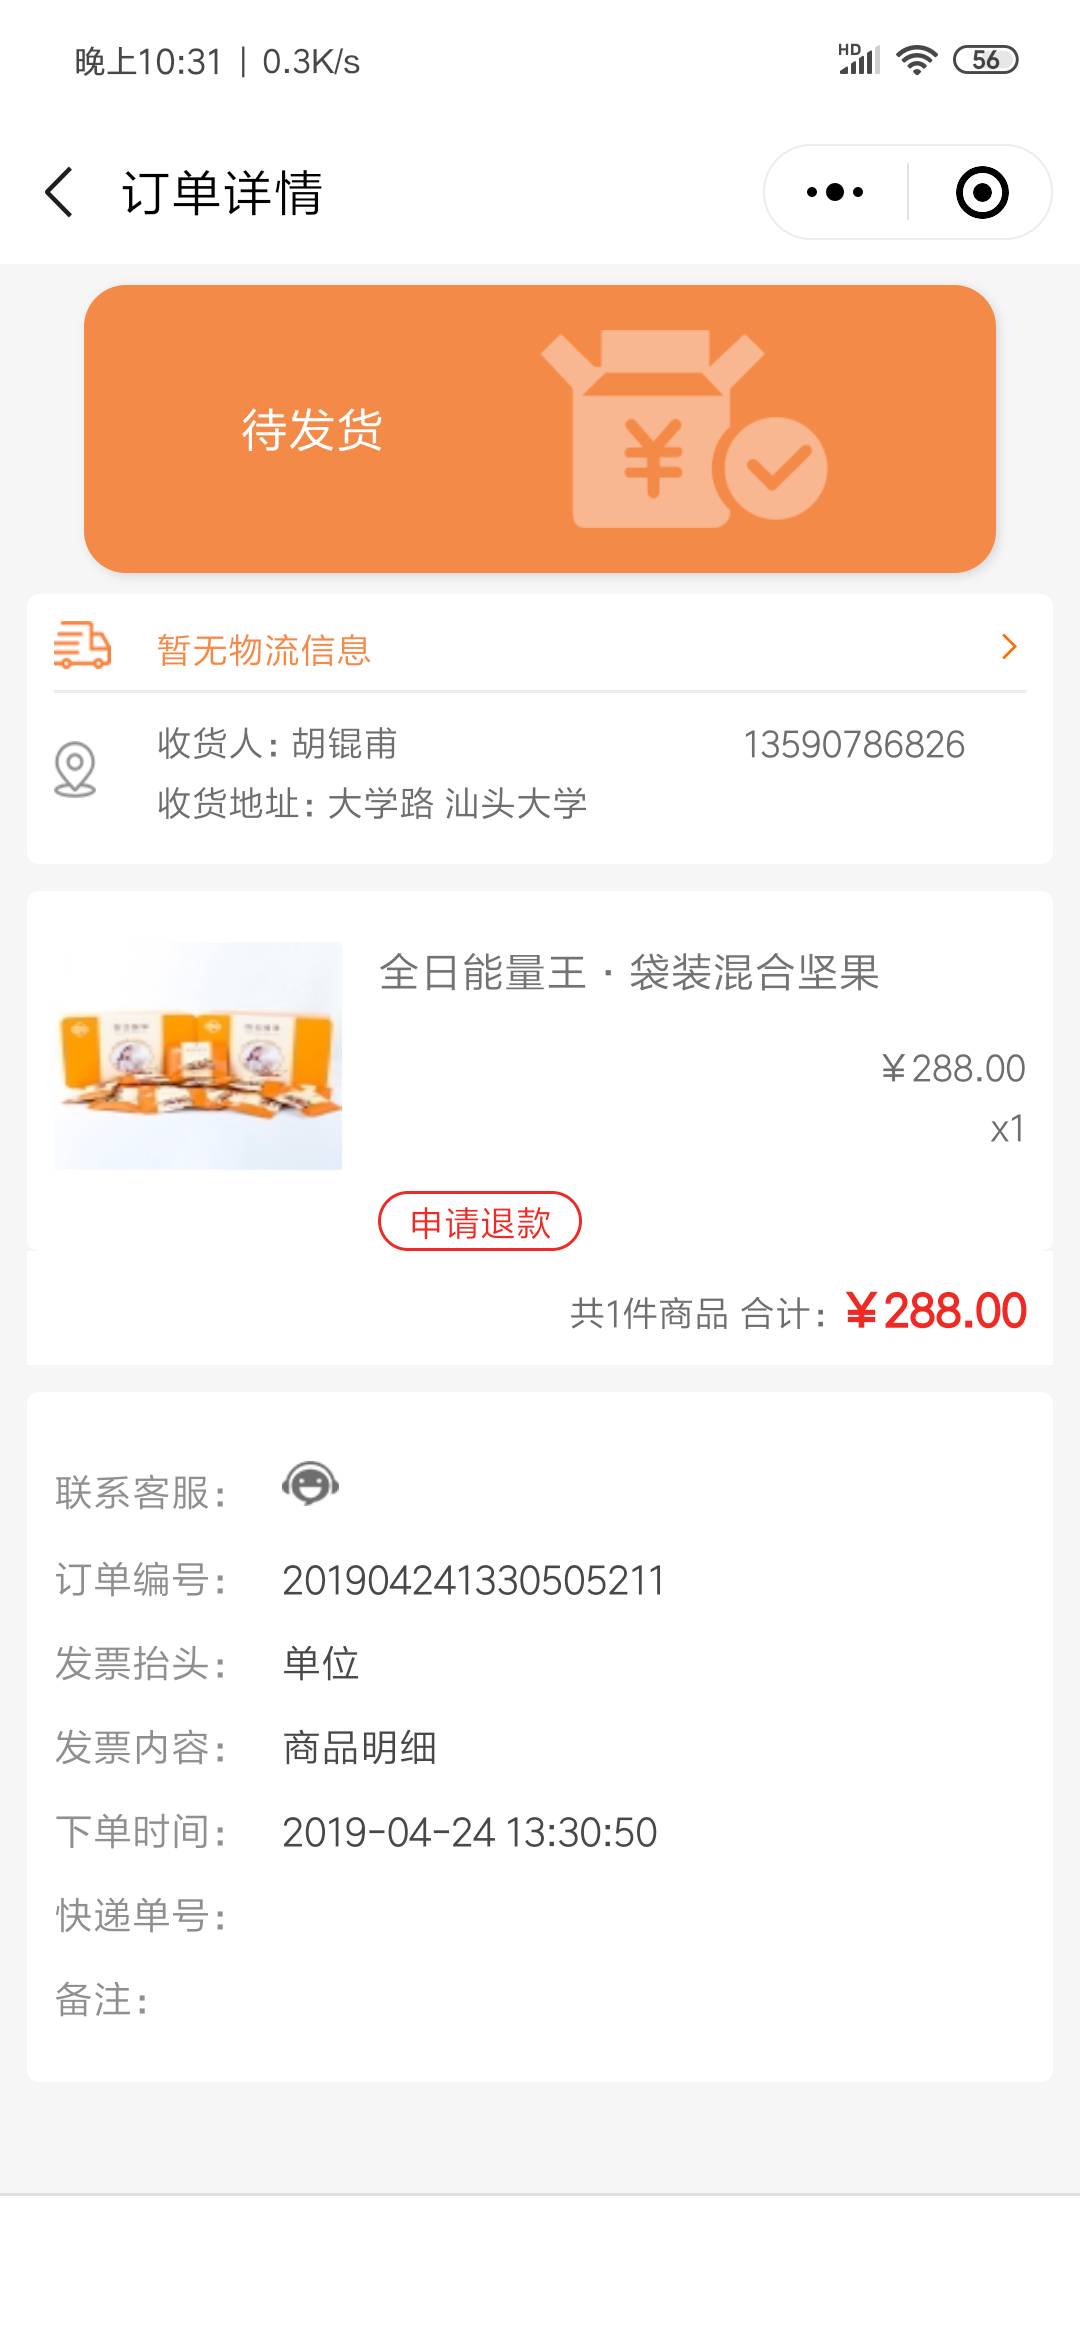 晚上10:31 | 0.3K/s
HD
56
订单详情
待发货
¥
暂无物流信息
收货人：胡锟甫
13590786826
收货地址：大学路 汕头大学
全日能量王 · 袋装混合坚果
¥288.00
x1
申请退款
共1件商品 合计：¥288.00
联系客服：
订单编号：201904241330505211
发票抬头：单位
发票内容：商品明细
下单时间：2019-04-24 13:30:50
快递单号：
备注：